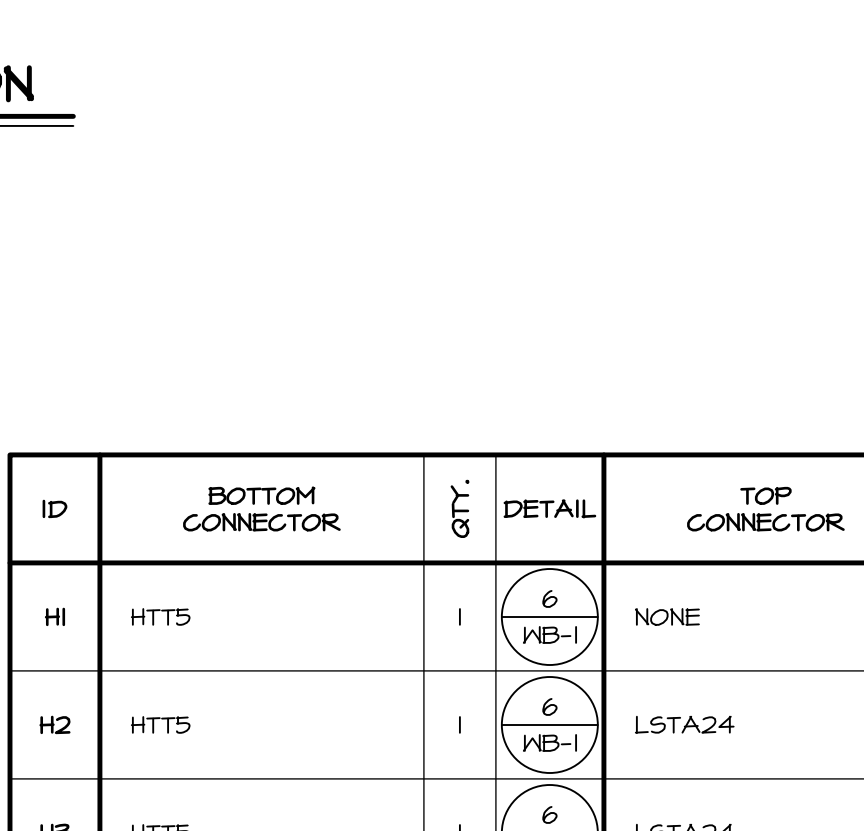 ID
BOTTOM
CONNECTOR
QTY.
DETAIL
TOP
CONNECTOR
H1
HTT5
1
6
WB-1
NONE
H2
HTT5
1
6
WB-1
LSTA24
6